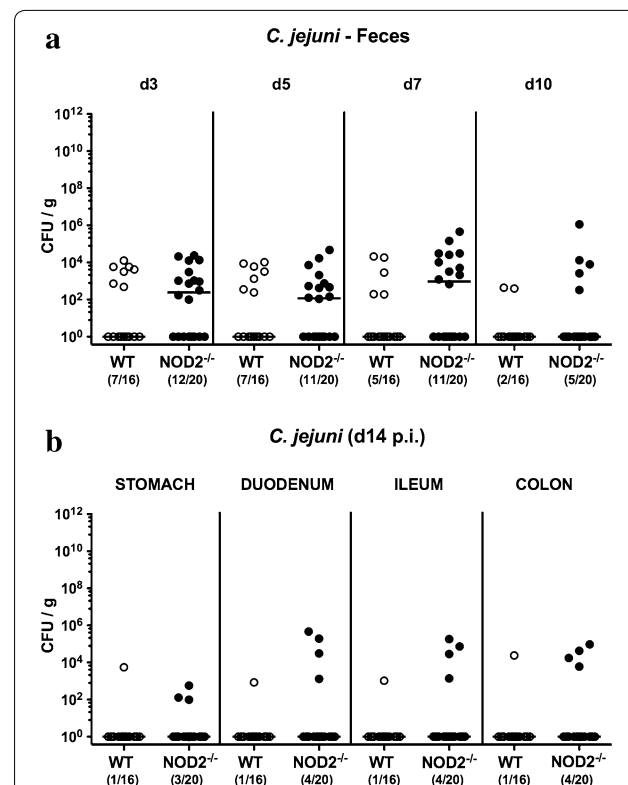 a
C. jejuni - Feces
d3 d5 d7 d10
CFU / g
10^12
10^10
10^8
10^6
10^4
10^2
10^0
WT NOD2^-/- WT NOD2^-/- WT NOD2^-/- WT NOD2^-/-
(7/16) (12/20) (7/16) (11/20) (5/16) (11/20) (2/16) (5/20)
b
C. jejuni (d14 p.i.)
STOMACH DUODENUM ILEUM COLON
CFU / g
10^12
10^10
10^8
10^6
10^4
10^2
10^0
WT NOD2^-/- WT NOD2^-/- WT NOD2^-/- WT NOD2^-/-
(1/16) (3/20) (1/16) (4/20) (1/16) (4/20) (1/16) (4/20)